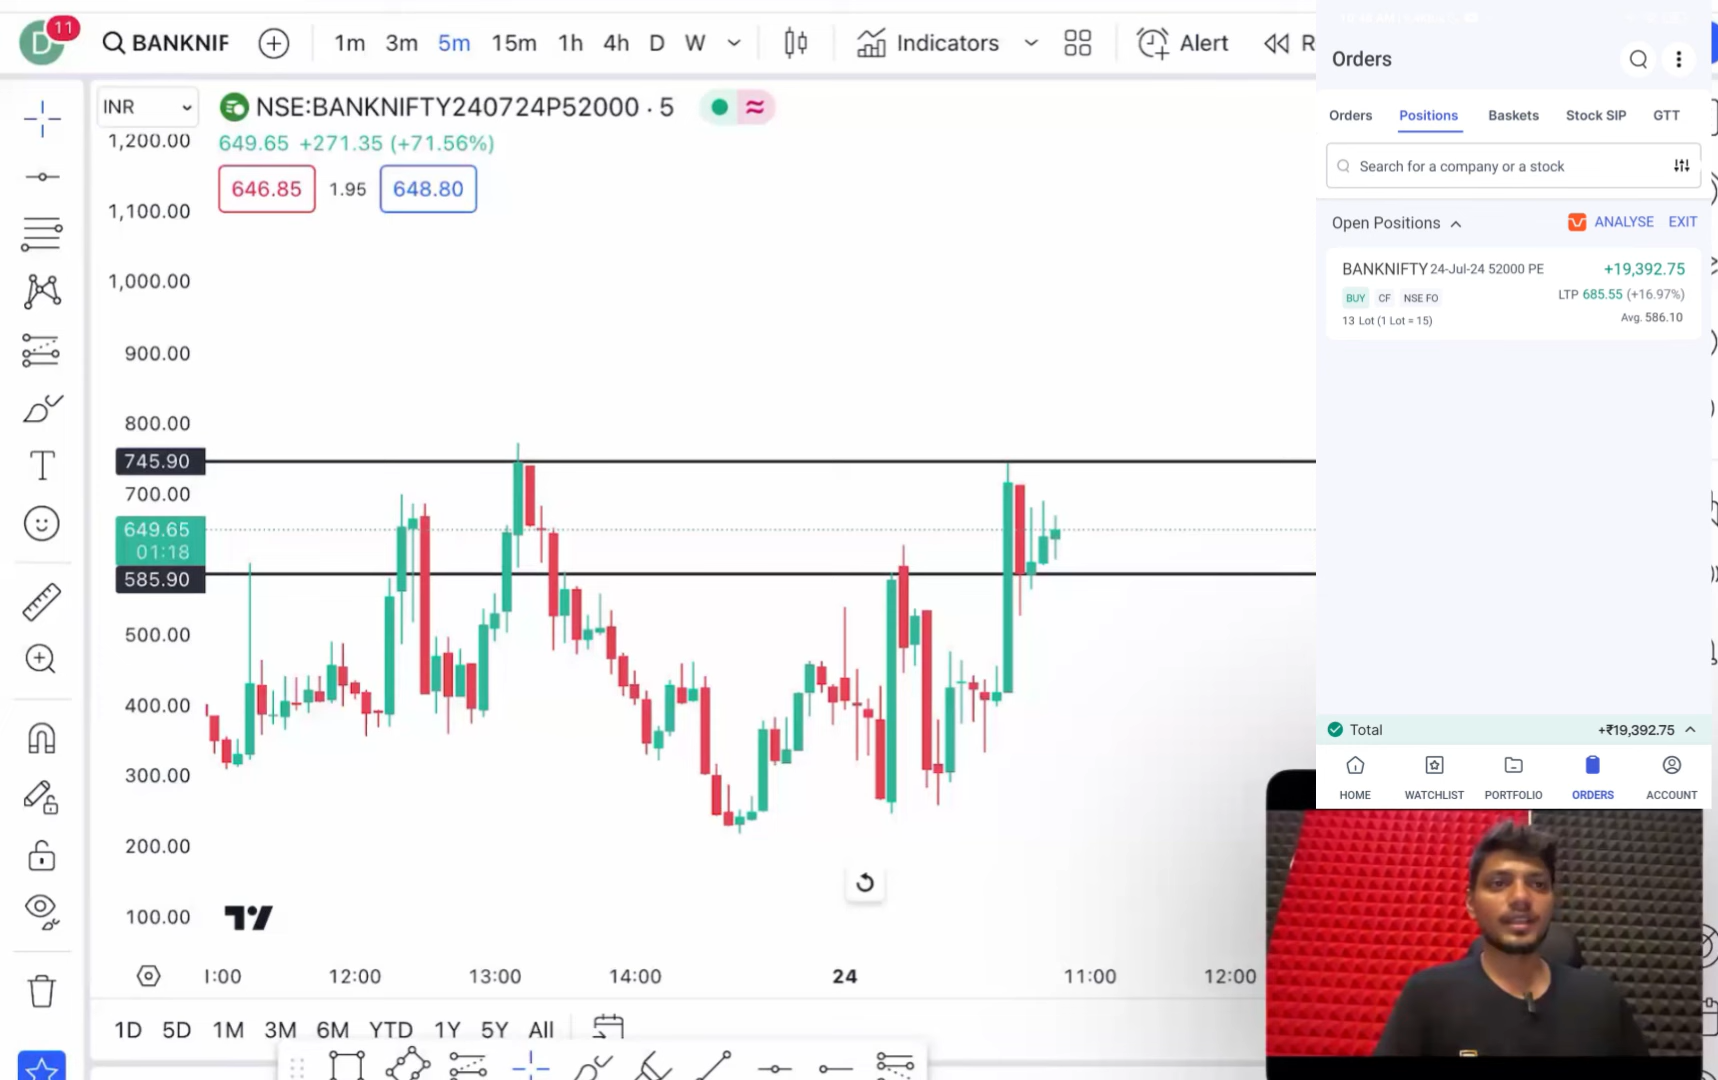 D 11
BANKNIF 1m 3m 5m 15m 1h 4h D W Indicators Alert R
INR NSE:BANKNIFTY240724P52000 · 5 ≈
649.65 +271.35 (+71.56%)
646.85 1.95 648.80
1,200.00
1,100.00
1,000.00
900.00
800.00
745.90
700.00
649.65
01:18
585.90
500.00
400.00
300.00
200.00
100.00
1:00 12:00 13:00 14:00 24 11:00 12:00
1D 5D 1M 3M 6M YTD 1Y 5Y All
T
Orders
Orders Positions Baskets Stock SIP GTT
Search for a company or a stock
Open Positions ANALYSE EXIT
BANKNIFTY 24-Jul-24 52000 PE +19,392.75
BUY CF NSE FO LTP 685.55 (+16.97%)
13 Lot (1 Lot = 15) Avg. 586.10
Total +₹19,392.75
HOME WATCHLIST PORTFOLIO ORDERS ACCOUNT